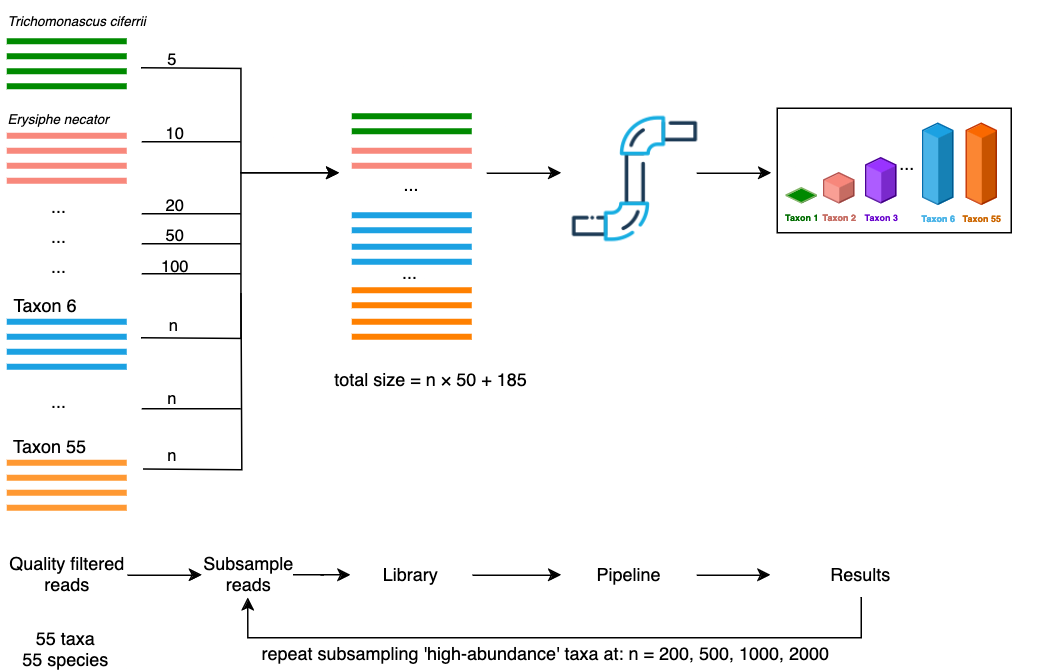 Trichomonascus ciferrii
5
Erysiphe necator
10
...
20
...
50
...
100
Taxon 6
n
...
n
Taxon 55
n
...
...
total size = n × 50 + 185
...
Taxon 1 Taxon 2 Taxon 3 Taxon 6 Taxon 55
Quality filtered
reads
Subsample
reads
Library
Pipeline
Results
55 taxa
55 species
repeat subsampling 'high-abundance' taxa at: n = 200, 500, 1000, 2000